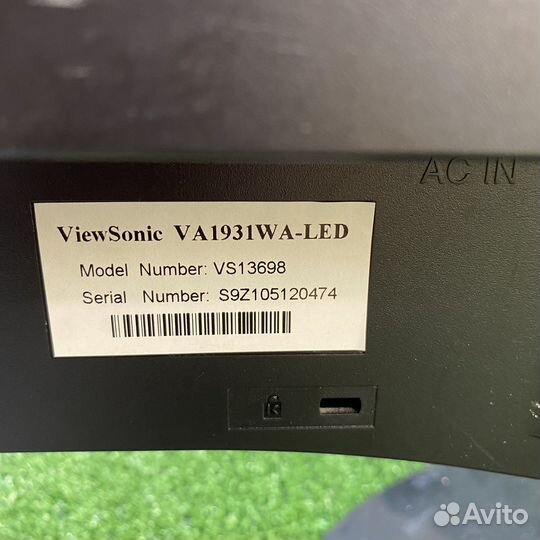 AC IN
ViewSonic VA1931WA-LED
Model Number: VS13698
Serial Number: S9Z105120474
K
Avito